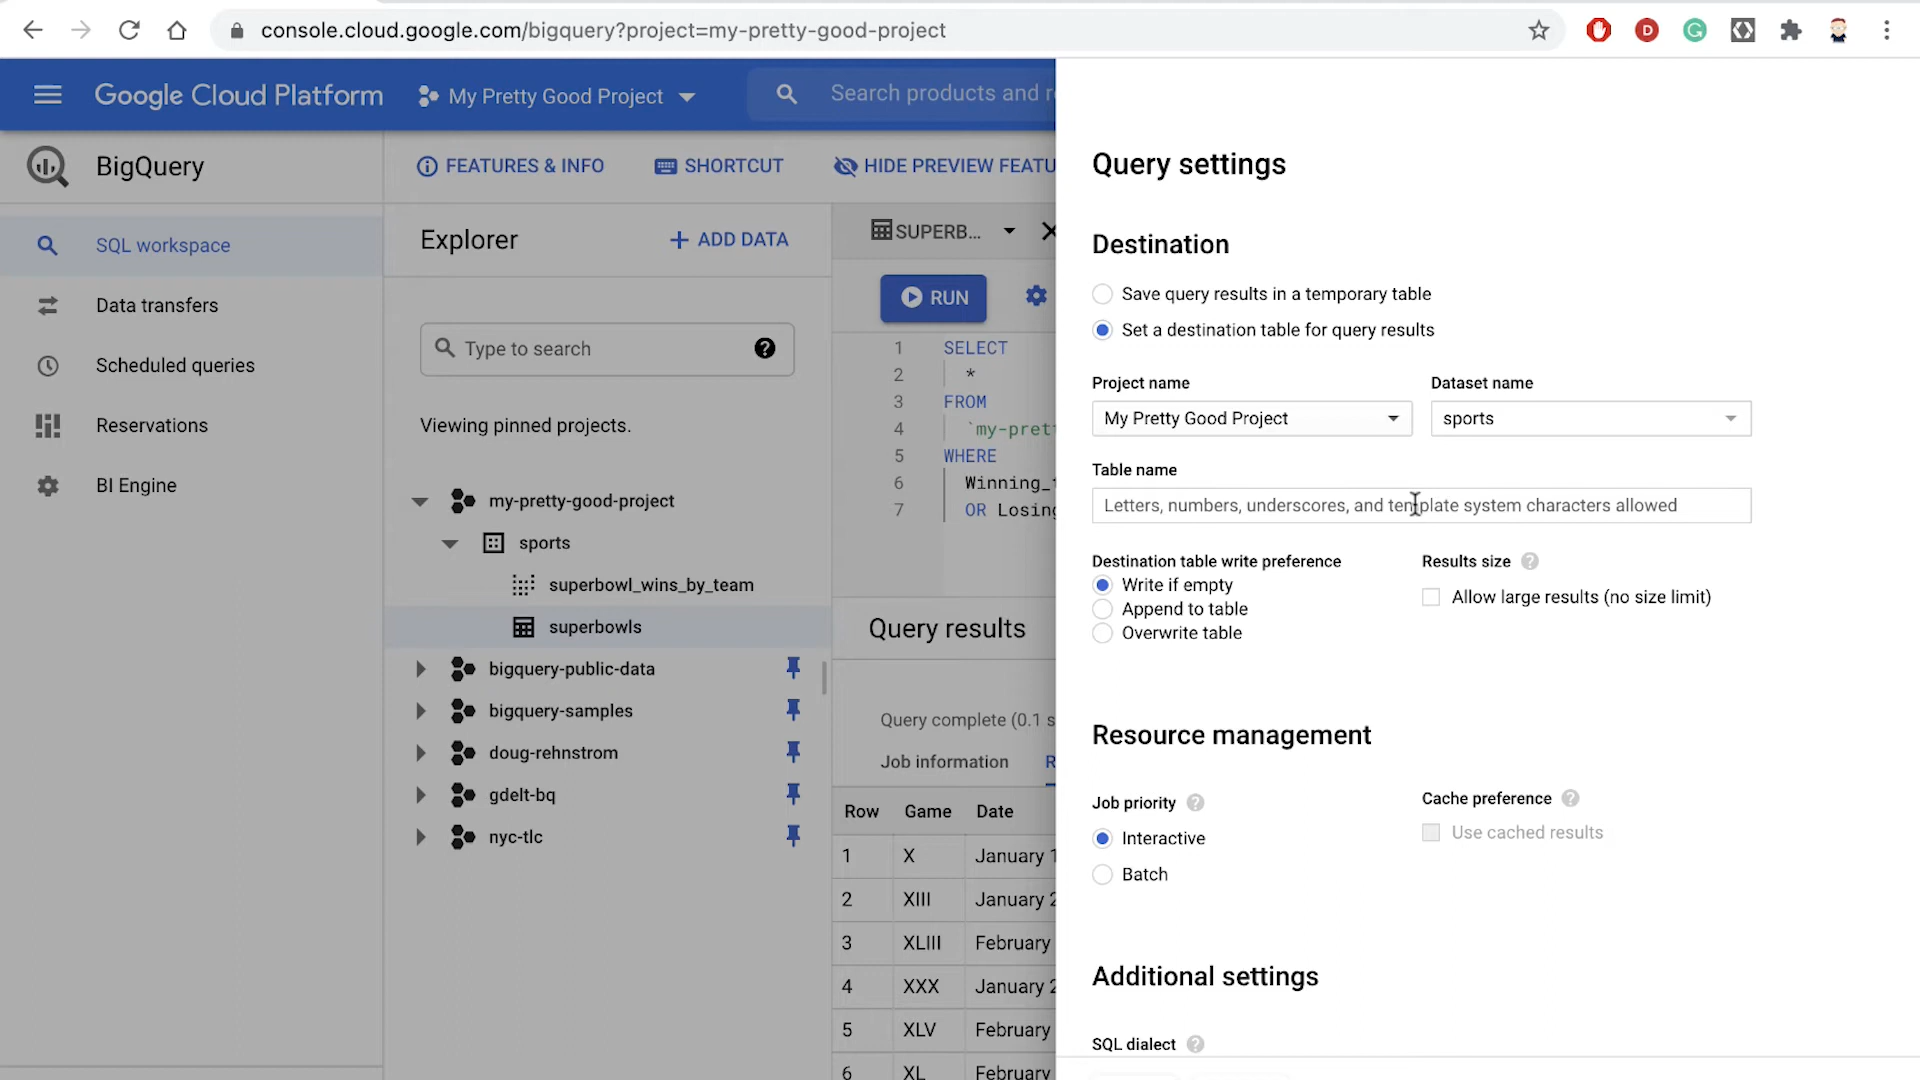 console.cloud.google.com/bigquery?project=my-pretty-good-project
D
G
Google Cloud Platform
My Pretty Good Project
Search products and r
BigQuery
FEATURES & INFO
SHORTCUT
HIDE PREVIEW FEATU
SQL workspace
Data transfers
Scheduled queries
Reservations
BI Engine
Explorer
ADD DATA
Type to search
?
Viewing pinned projects.
my-pretty-good-project
sports
superbowl_wins_by_team
superbowls
bigquery-public-data
bigquery-samples
doug-rehnstrom
gdelt-bq
nyc-tlc
SUPERB...
RUN
1 SELECT
2 *
3 FROM
4 `my-prett
5 WHERE
6 Winning_t
7 OR Losing
Query results
Query complete (0.1 s
Job information R
Row Game Date
1 X January 1
2 XIII January 2
3 XLIII February
4 XXX January 2
5 XLV February
6 XL February
Query settings
Destination
Save query results in a temporary table
Set a destination table for query results
Project name
My Pretty Good Project
Dataset name
sports
Table name
Letters, numbers, underscores, and template system characters allowed
Destination table write preference
Write if empty
Append to table
Overwrite table
Results size ?
Allow large results (no size limit)
Resource management
Job priority ?
Interactive
Batch
Cache preference ?
Use cached results
Additional settings
SQL dialect ?